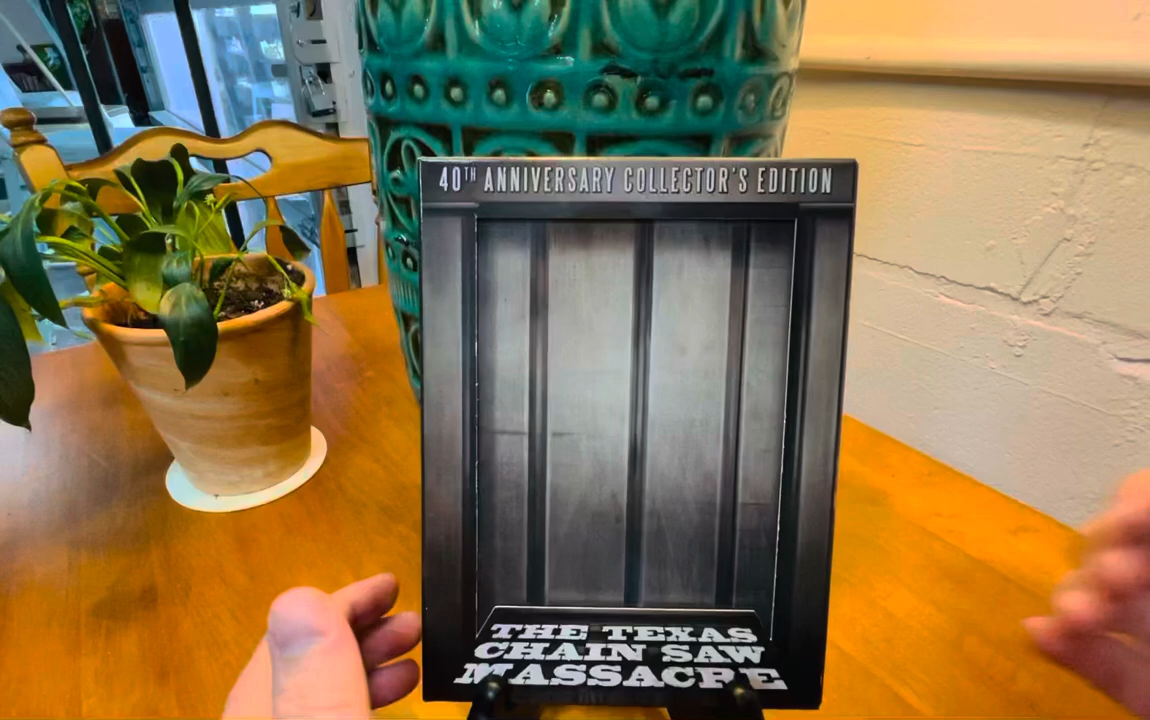 40TH ANNIVERSARY COLLECTOR'S EDITION
THE TEXAS
CHAIN SAW
MASSACRE